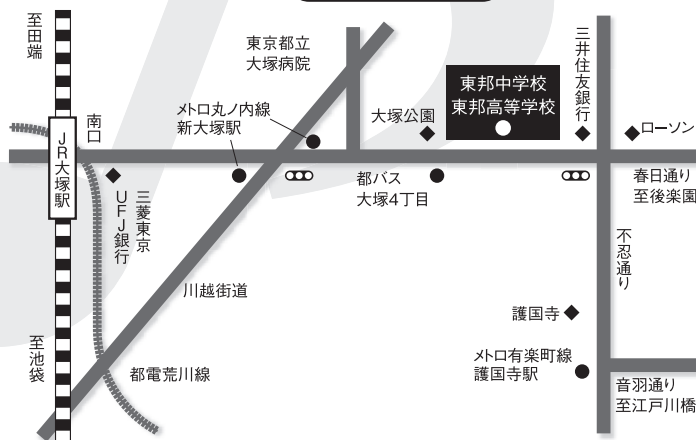 至田端
東京都立
大塚病院
三井住友銀行
東邦中学校
東邦高等学校
メトロ丸ノ内線
新大塚駅
南口
大塚公園
ローソン
JR大塚駅
三菱東京
UFJ銀行
都バス
大塚4丁目
春日通り
至後楽園
不忍通り
川越街道
護国寺
至池袋
都電荒川線
メトロ有楽町線
護国寺駅
音羽通り
至江戸川橋